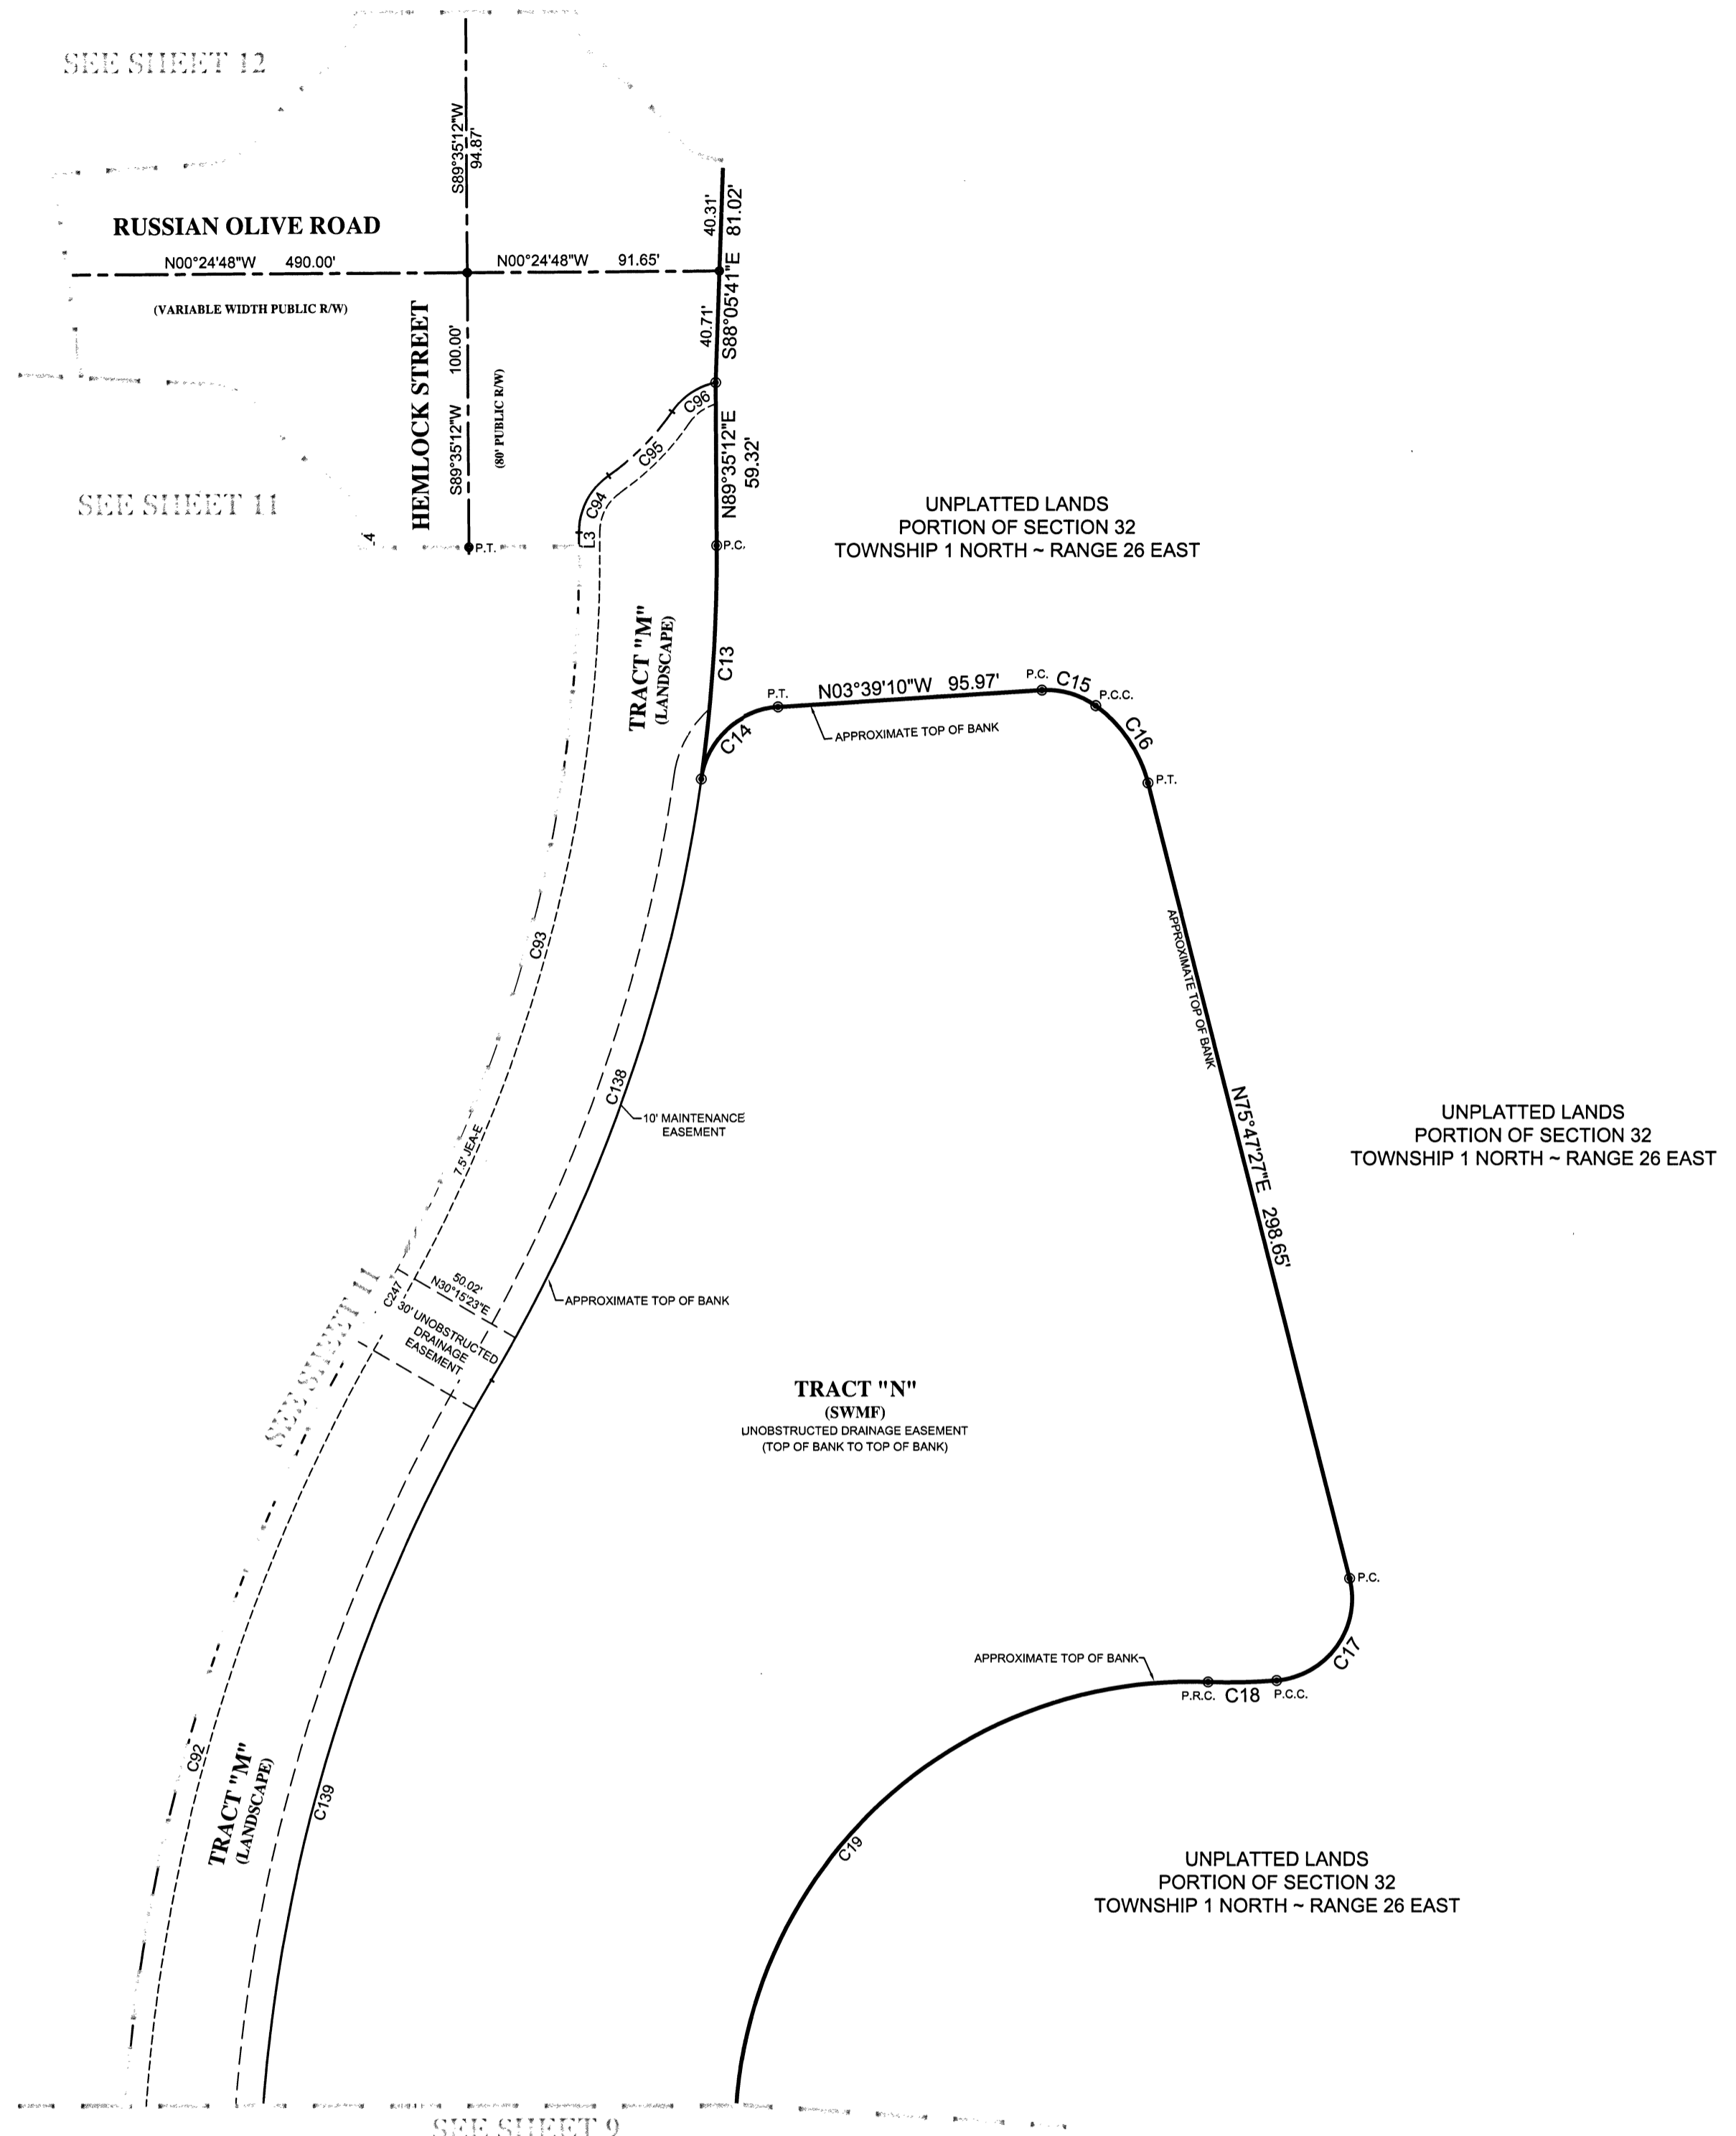 SEE SHEET 12
S89°35'12"W
94.87'
RUSSIAN OLIVE ROAD
N00°24'48"W 490.00'
N00°24'48"W 91.65'
(VARIABLE WIDTH PUBLIC R/W)
40.31'
S88°05'41"E 81.02'
40.71'
HEMLOCK STREET
S89°35'12"W 100.00'
(80' PUBLIC R/W)
C96
C95
C94
L3
N89°35'12"E
59.32'
SEE SHEET 11
P.T.
P.C.
UNPLATTED LANDS
PORTION OF SECTION 32
TOWNSHIP 1 NORTH ~ RANGE 26 EAST
TRACT "M"
(LANDSCAPE)
C13
C14
P.T.
N03°39'10"W 95.97'
APPROXIMATE TOP OF BANK
P.C.
C15
P.C.C.
C16
P.T.
APPROXIMATE TOP OF BANK
C93
C138
10' MAINTENANCE
EASEMENT
7.5' JEA-E
N75°47'27"E 298.65'
UNPLATTED LANDS
PORTION OF SECTION 32
TOWNSHIP 1 NORTH ~ RANGE 26 EAST
SEE SHEET 11
C247
50.02'
N30°15'23"E
30' UNOBSTRUCTED
DRAINAGE
EASEMENT
APPROXIMATE TOP OF BANK
TRACT "N"
(SWMF)
UNOBSTRUCTED DRAINAGE EASEMENT
(TOP OF BANK TO TOP OF BANK)
P.C.
C17
APPROXIMATE TOP OF BANK
P.R.C.
C18
P.C.C.
C92
TRACT "M"
(LANDSCAPE)
C139
C19
UNPLATTED LANDS
PORTION OF SECTION 32
TOWNSHIP 1 NORTH ~ RANGE 26 EAST
SEE SHEET 9